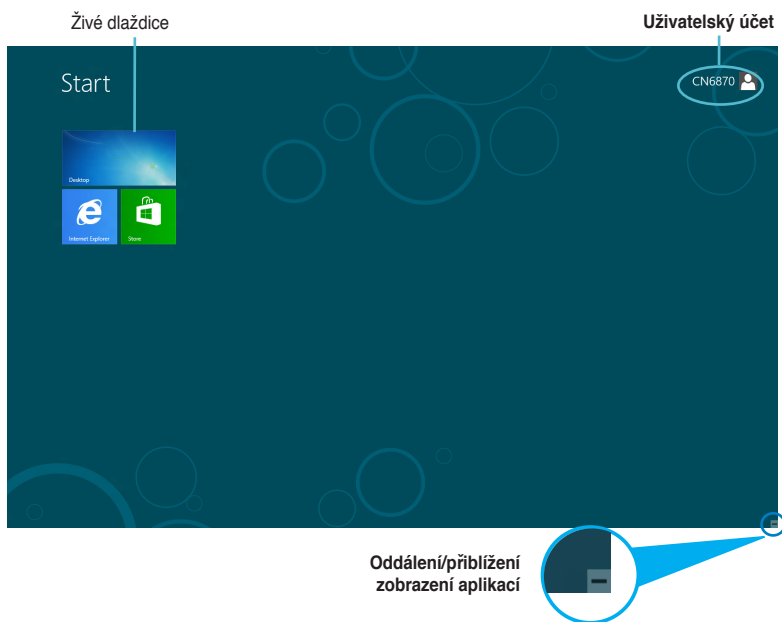 Živé dlaždice
Uživatelský účet
Start
CN6870
Desktop
Internet Explorer
Store
Oddálení/přiblížení
zobrazení aplikací